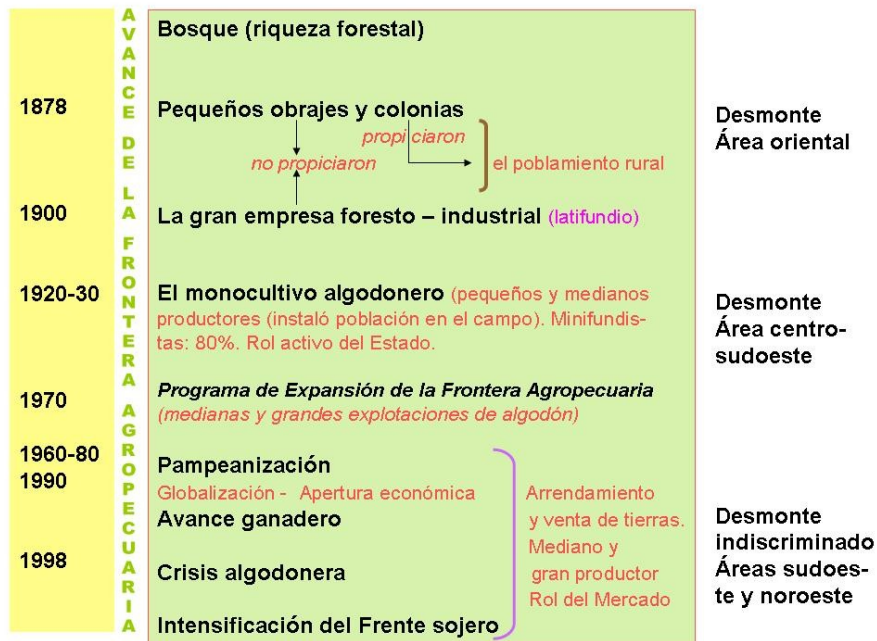 AVANCE DE LA FRONTERA AGROPECUARIA
Bosque (riqueza forestal)
1878
Pequeños obrajes y colonias
Desmonte
Área oriental
propiciaron
no propiciaron
el poblamiento rural
1900
La gran empresa foresto – industrial (latifundio)
1920-30
El monocultivo algodonero (pequeños y medianos
productores (instaló población en el campo). Minifundis-
tas: 80%. Rol activo del Estado.
Desmonte
Área centro-
sudoeste
1970
Programa de Expansión de la Frontera Agropecuaria
(medianas y grandes explotaciones de algodón)
1960-80
Pampeanización
1990
Globalización - Apertura económica
Avance ganadero
1998
Crisis algodonera
Intensificación del Frente sojero
Arrendamiento
y venta de tierras.
Mediano y
gran productor
Rol del Mercado
Desmonte
indiscriminado
Áreas sudoes-
te y noroeste